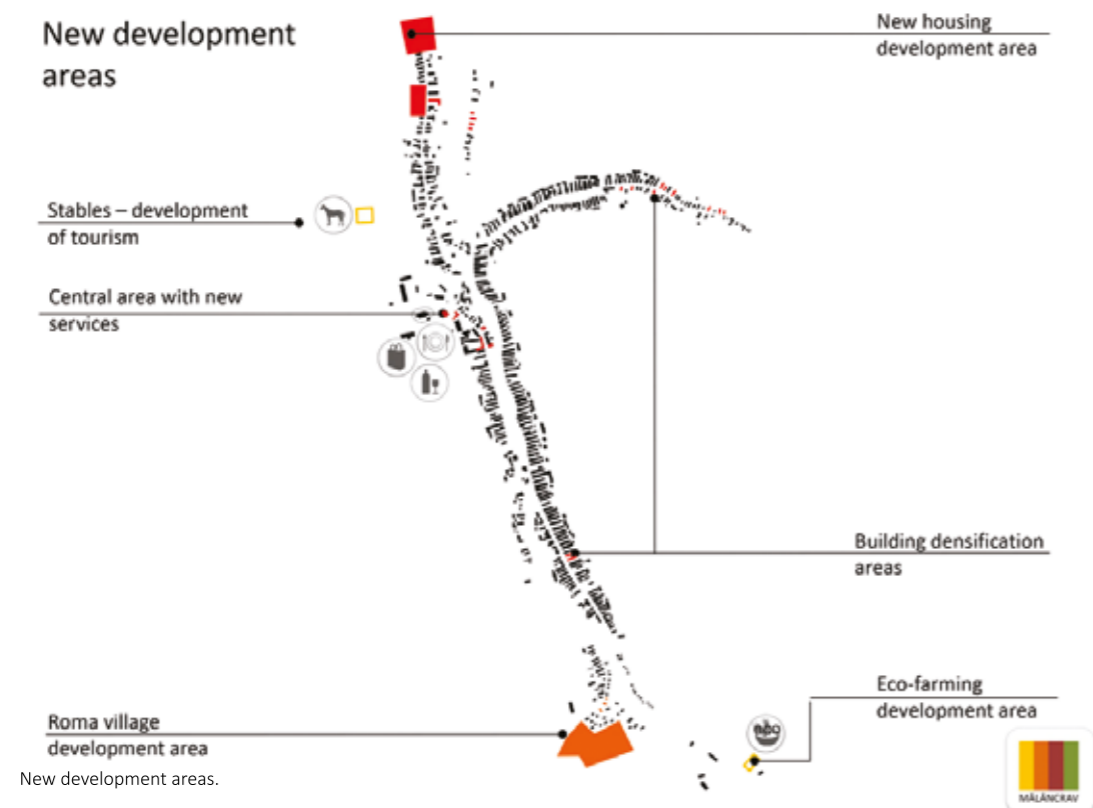 New development
areas
New housing
development area
Stables – development
of tourism
Central area with new
services
Building densification
areas
Eco-farming
development area
Roma village
development area
New development areas.
MĂLÂNCRAV